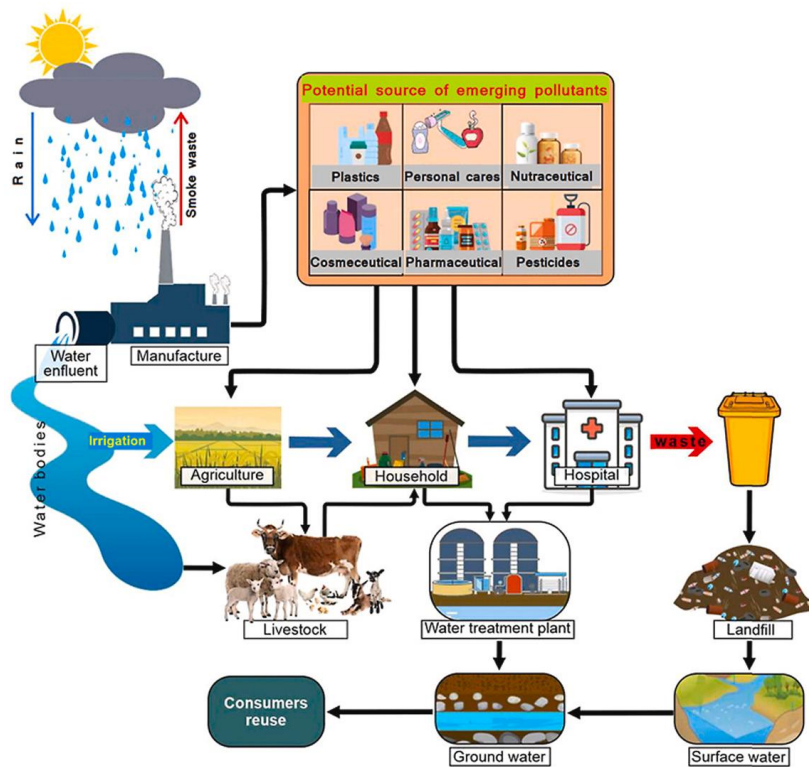 Potential source of emerging pollutants
Rain
Smoke waste
Plastics
Personal cares
Nutraceutical
Cosmeceutical
Pharmaceutical
Pesticides
Water
enfluent
Manufacture
Water bodies
Irrigation
Agriculture
Household
Hospital
waste
Livestock
Water treatment plant
Landfill
Consumers
reuse
Ground water
Surface water